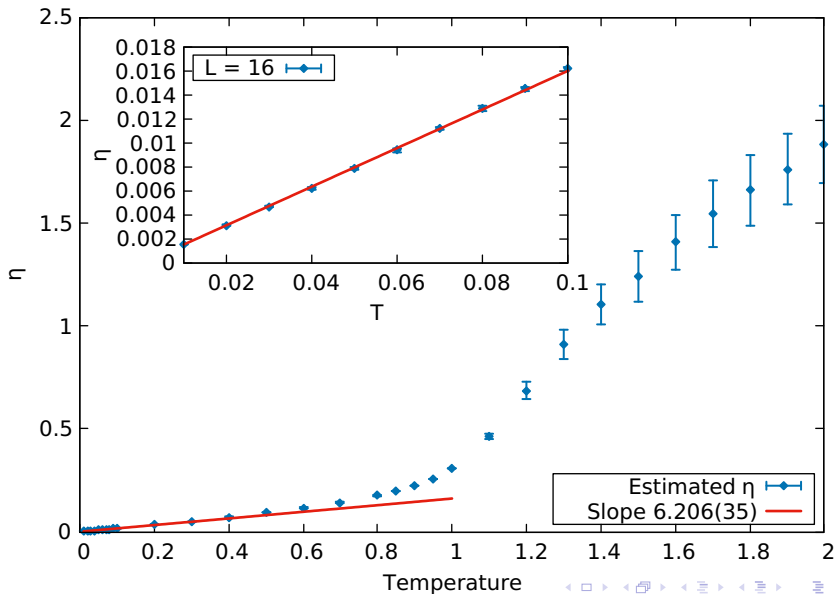 2.5
2
1.5
1
0.5
0
η
0 0.2 0.4 0.6 0.8 1 1.2 1.4 1.6 1.8 2
Temperature
Estimated η
Slope 6.206(35)
L = 16
0.018
0.016
0.014
0.012
0.01
0.008
0.006
0.004
0.002
0
η
0.02 0.04 0.06 0.08 0.1
T